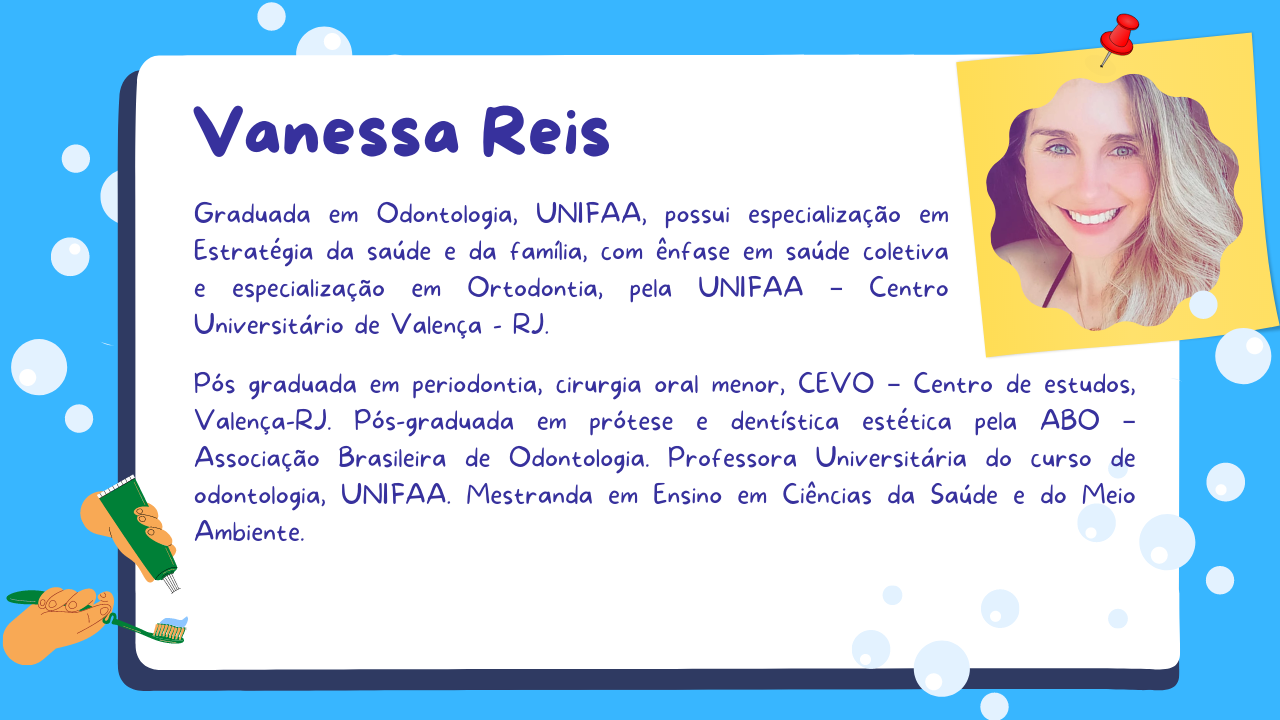 Vanessa Reis
Graduada em Odontologia, UNIFAA, possui especialização em
Estratégia da saúde e da família, com ênfase em saúde coletiva
e especialização em Ortodontia, pela UNIFAA – Centro
Universitário de Valença - RJ.
Pós graduada em periodontia, cirurgia oral menor, CEVO – Centro de estudos,
Valença-RJ. Pós-graduada em prótese e dentística estética pela ABO –
Associação Brasileira de Odontologia. Professora Universitária do curso de
odontologia, UNIFAA. Mestranda em Ensino em Ciências da Saúde e do Meio
Ambiente.